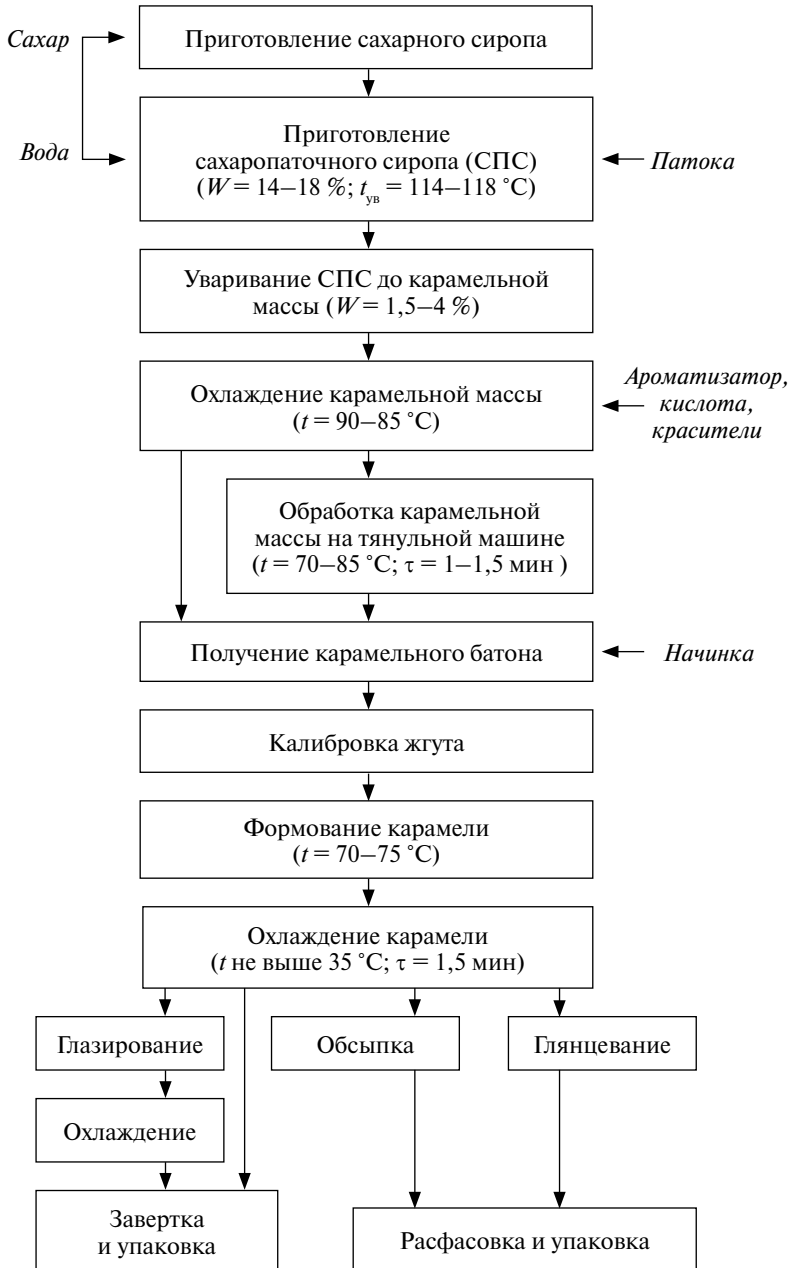 Сахар
Приготовление сахарного сиропа
Вода
Приготовление
сахаропаточного сиропа (СПС)
(W = 14–18 %; tув = 114–118 °С)
Патока
Уваривание СПС до карамельной
массы (W = 1,5–4 %)
Охлаждение карамельной массы
(t = 90–85 °С)
Ароматизатор,
кислота,
красители
Обработка карамельной
массы на тянульной машине
(t = 70–85 °С; τ = 1–1,5 мин )
Получение карамельного батона
Начинка
Калибровка жгута
Формование карамели
(t = 70–75 °С)
Охлаждение карамели
(t не выше 35 °С; τ = 1,5 мин)
Глазирование
Обсыпка
Глянцевание
Охлаждение
Завертка
и упаковка
Расфасовка и упаковка